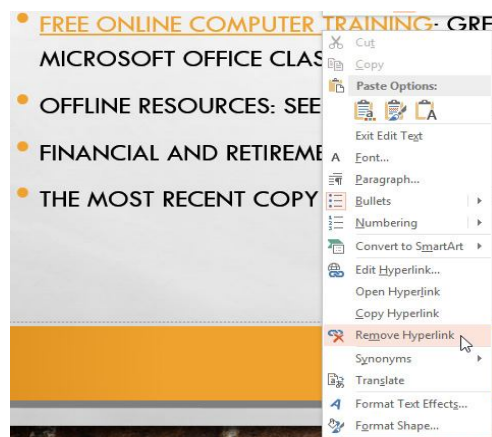 FREE ONLINE COMPUTER TRAINING: GRE
MICROSOFT OFFICE CLAS
OFFLINE RESOURCES: SEE
FINANCIAL AND RETIREME
THE MOST RECENT COPY
Cut
Copy
Paste Options:
Exit Edit Text
Font...
Paragraph...
Bullets
Numbering
Convert to SmartArt
Edit Hyperlink...
Open Hyperlink
Copy Hyperlink
Remove Hyperlink
Synonyms
Translate
Format Text Effects...
Format Shape...